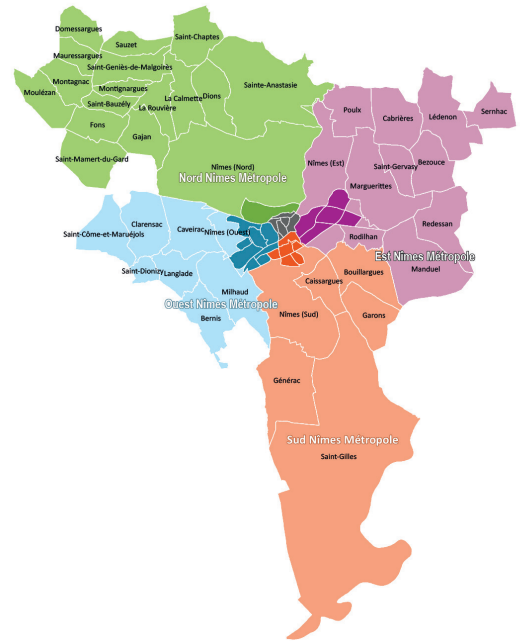 Domessargues
Sauzet
Saint-Chaptes
Mauressargues
Saint-Geniès-de-Malgoirès
Montagnac
Montignargues
Moulézan
Saint-Bauzély
La Rouvière
La Calmette
Dions
Sainte-Anastasie
Fons
Gajan
Saint-Mamert-du-Gard
Nîmes (Nord)
Nord Nîmes Métropole
Poulx
Cabrières
Lédenon
Sernhac
Nîmes (Est)
Saint-Gervasy
Bezouce
Marguerittes
Redessan
Rodilhan
Est Nîmes Métropole
Manduel
Clarensac
Saint-Côme-et-Maruéjols
Caveirac
Nîmes (Ouest)
Saint-Dionizy
Langlade
Milhaud
Ouest Nîmes Métropole
Bernis
Bouillargues
Caissargues
Nîmes (Sud)
Garons
Générac
Sud Nîmes Métropole
Saint-Gilles